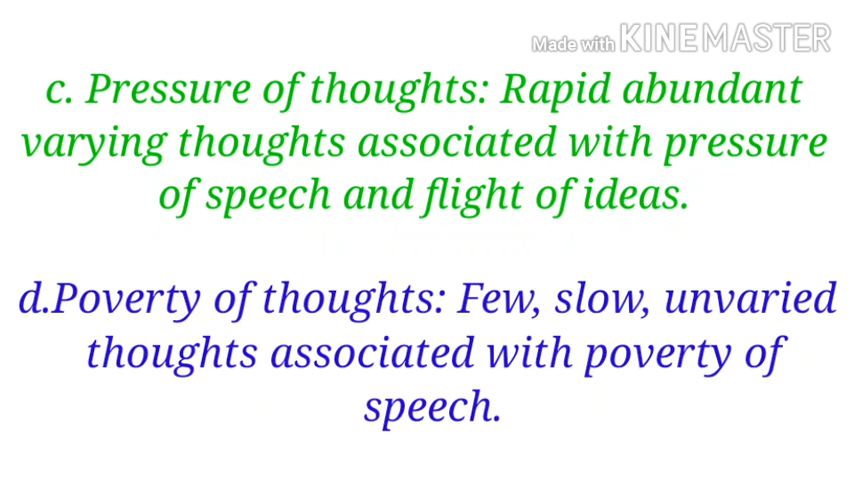 Made with KINEMASTER
c. Pressure of thoughts: Rapid abundant
varying thoughts associated with pressure
of speech and flight of ideas.
d.Poverty of thoughts: Few, slow, unvaried
thoughts associated with poverty of
speech.